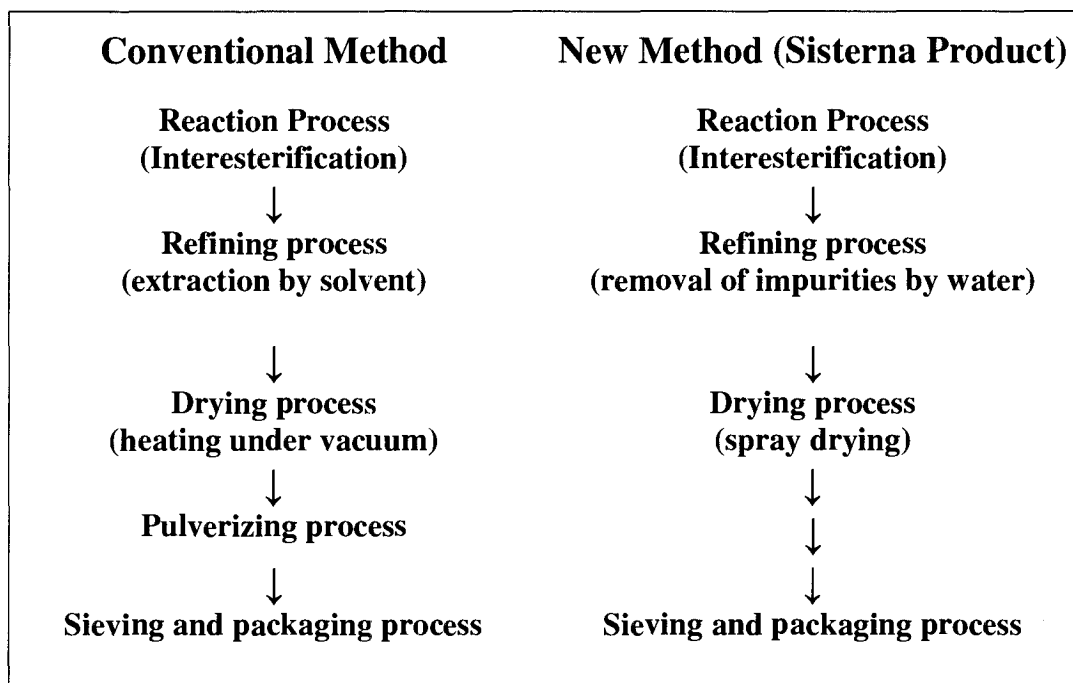 Conventional Method
Reaction Process
(Interesterification)
↓
Refining process
(extraction by solvent)
↓
Drying process
(heating under vacuum)
↓
Pulverizing process
↓
Sieving and packaging process
New Method (Sisterna Product)
Reaction Process
(Interesterification)
↓
Refining process
(removal of impurities by water)
↓
Drying process
(spray drying)
↓
↓
↓
Sieving and packaging process